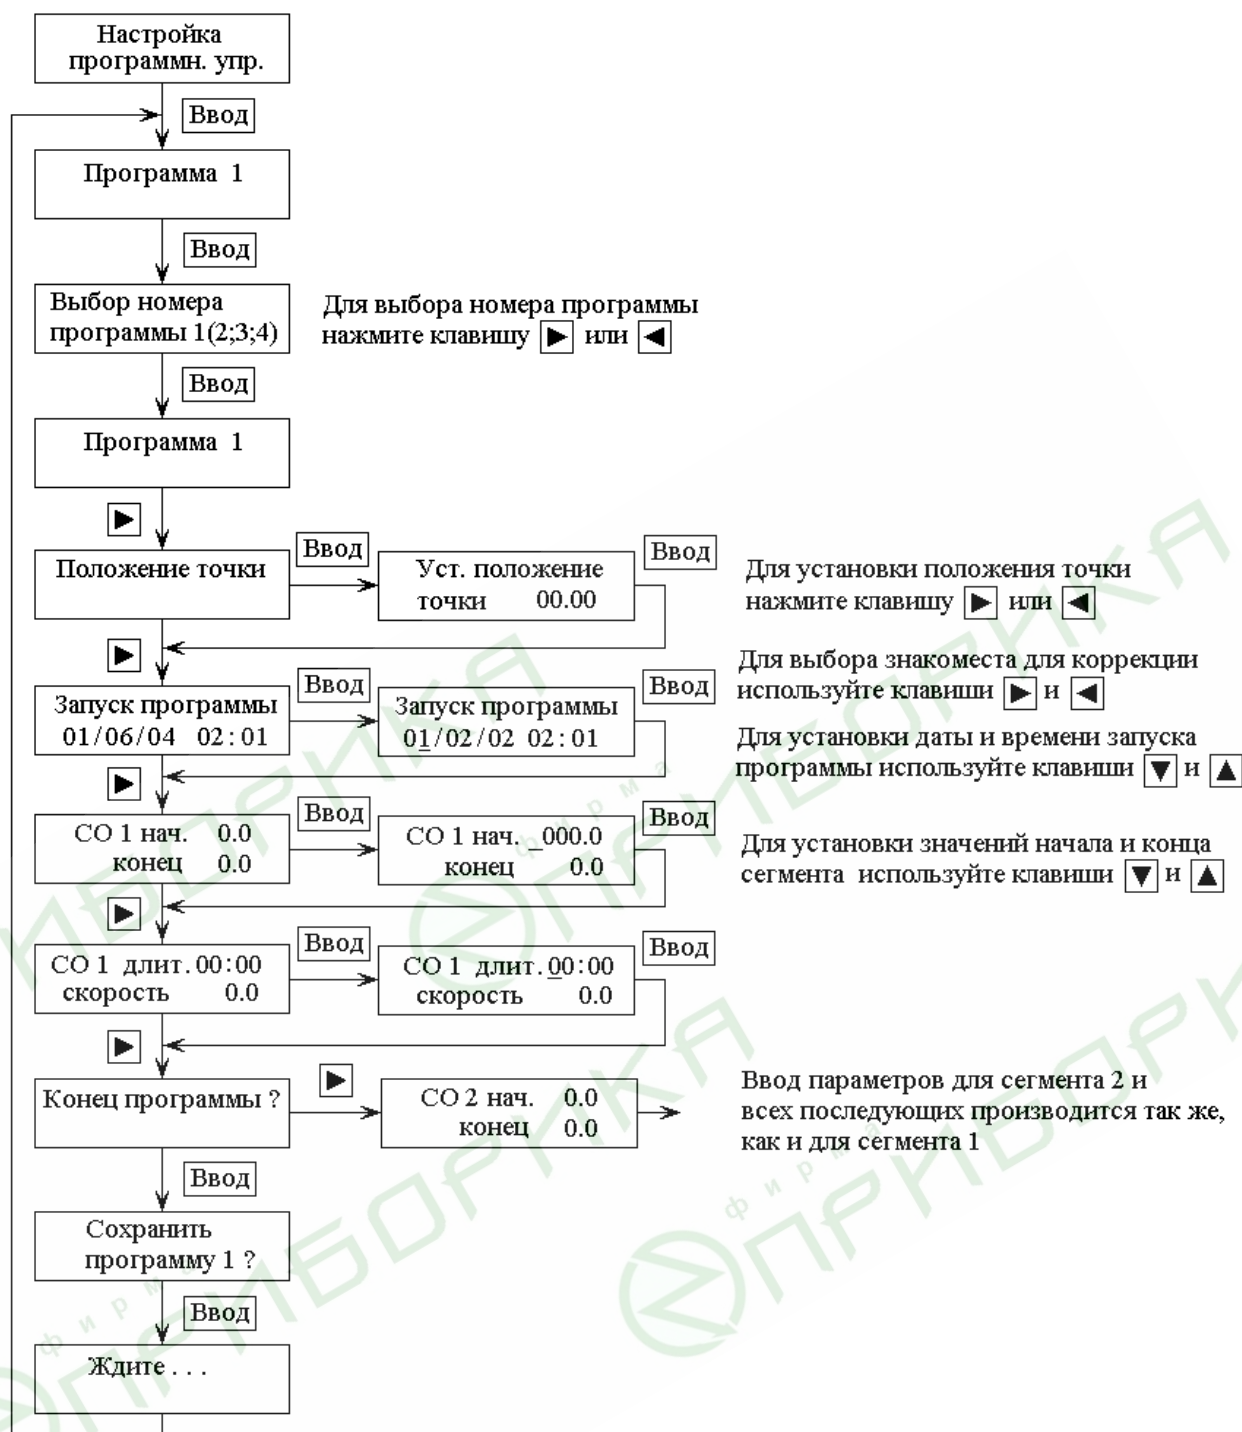 Настройка
программн. упр.
Ввод
Программа 1
Ввод
Выбор номера
программы 1(2;3;4)
Для выбора номера программы
нажмите клавишу ▶ или ◀
Ввод
Программа 1
▶
Положение точки
Ввод
Уст. положение
точки 00.00
Ввод
Для установки положения точки
нажмите клавишу ▶ или ◀
▶
Запуск программы
01/06/04 02:01
Ввод
Запуск программы
01/02/02 02:01
Ввод
Для выбора знакоместа для коррекции
используйте клавиши ▶ и ◀
Для установки даты и времени запуска
программы используйте клавиши ▼ и ▲
▶
СО 1 нач. 0.0
конец 0.0
Ввод
СО 1 нач. _000.0
конец 0.0
Ввод
Для установки значений начала и конца
сегмента используйте клавиши ▼ и ▲
▶
СО 1 длит. 00:00
скорость 0.0
Ввод
СО 1 длит. 00:00
скорость 0.0
Ввод
▶
Конец программы ?
▶
СО 2 нач. 0.0
конец 0.0
Ввод параметров для сегмента 2 и
всех последующих производится так же,
как и для сегмента 1
Ввод
Сохранить
программу 1 ?
Ввод
Ждите . . .
фирма
ПРИБОРИКА
фирма
ПРИБОРИКА
фирма
ПРИБОРИКА